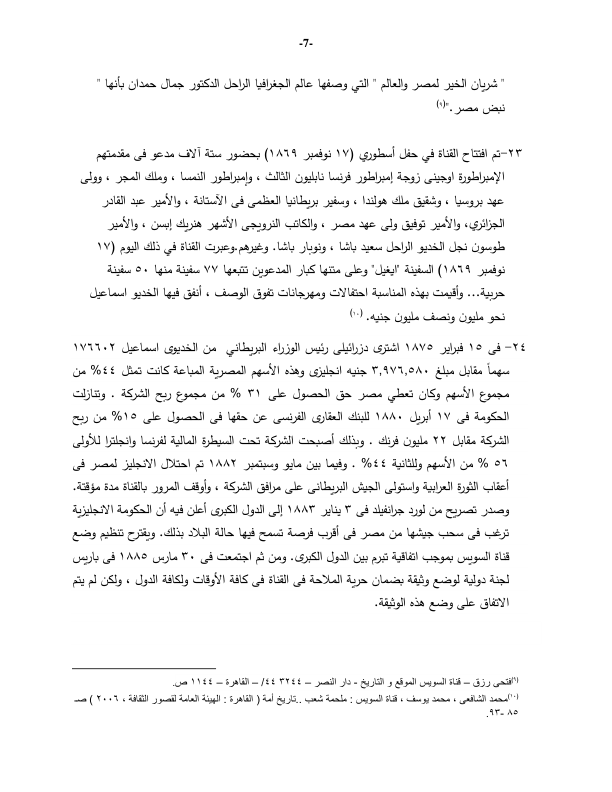 -7-
" شريان الخير لمصر والعالم " التي وصفها عالم الجغرافيا الراحل الدكتور جمال حمدان بأنها "
نبض مصر."(٩)
٢٣-تم افتتاح القناة في حفل أسطوري (١٧ نوفمبر ١٨٦٩) بحضور ستة آلاف مدعو فى مقدمتهم
الإمبراطورة اوجينى زوجة إمبراطور فرنسا نابليون الثالث ، وإمبراطور النمسا ، وملك المجر ، وولى
عهد بروسيا ، وشقيق ملك هولندا ، وسفير بريطانيا العظمى فى الآستانة ، والأمير عبد القادر
الجزائري، والأمير توفيق ولى عهد مصر ، والكاتب النرويجى الأشهر هنريك إبسن ، والأمير
طوسون نجل الخديو الراحل سعيد باشا ، ونوبار باشا. وغيرهم.وعبرت القناة في ذلك اليوم (١٧
نوفمبر ١٨٦٩) السفينة "ايغيل" وعلى متنها كبار المدعوين تتبعها ٧٧ سفينة منها ٥٠ سفينة
حربية... وأقيمت بهذه المناسبة احتفالات ومهرجانات تفوق الوصف ، أنفق فيها الخديو اسماعيل
نحو مليون ونصف مليون جنيه. (١٠)
٢٤- فى ١٥ فبراير ١٨٧٥ اشترى دزرائيلى رئيس الوزراء البريطاني من الخديوى اسماعيل ١٧٦٦٠٢
سهماً مقابل مبلغ ٣,٩٧٦,٥٨٠ جنيه انجليزى وهذه الأسهم المصرية المباعة كانت تمثل ٤٤% من
مجموع الأسهم وكان تعطي مصر حق الحصول على ٣١ % من مجموع ربح الشركة . وتنازلت
الحكومة فى ١٧ أبريل ١٨٨٠ للبنك العقارى الفرنسى عن حقها فى الحصول على ١٥% من ربح
الشركة مقابل ٢٢ مليون فرنك . وبذلك أصبحت الشركة تحت السيطرة المالية لفرنسا وانجلترا للأولى
٥٦ % من الأسهم وللثانية ٤٤% . وفيما بين مايو وسبتمبر ١٨٨٢ تم احتلال الانجليز لمصر فى
أعقاب الثورة العرابية واستولى الجيش البريطانى على مرافق الشركة ، وأوقف المرور بالقناة مدة مؤقتة.
وصدر تصريح من لورد جرانفيلد فى ٣ يناير ١٨٨٣ إلى الدول الكبرى أعلن فيه أن الحكومة الانجليزية
ترغب فى سحب جيشها من مصر فى أقرب فرصة تسمح فيها حالة البلاد بذلك. ويقترح تنظيم وضع
قناة السويس بموجب اتفاقية تبرم بين الدول الكبرى. ومن ثم اجتمعت فى ٣٠ مارس ١٨٨٥ فى باريس
لجنة دولية لوضع وثيقة بضمان حرية الملاحة فى القناة فى كافة الأوقات ولكافة الدول ، ولكن لم يتم
الاتفاق على وضع هذه الوثيقة.
(٩)فتحى رزق – قناة السويس الموقع و التاريخ - دار النصر – ٣٢٤٤ ٤٤/ – القاهرة – ١١٤٤ ص.
(١٠)محمد الشافعى ، محمد يوسف ، قناة السويس : ملحمة شعب ..تاريخ أمة ( القاهرة : الهيئة العامة لقصور الثقافة ، ٢٠٠٦ ) صـ
٨٥ -٩٣.